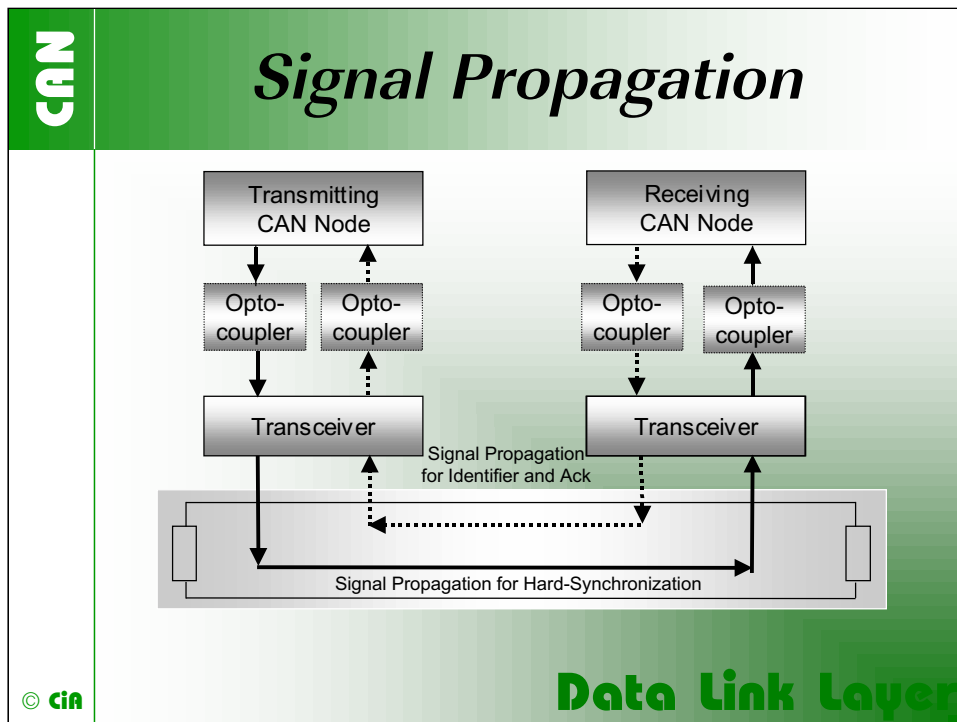 CAN
Signal Propagation
Transmitting
CAN Node
Receiving
CAN Node
Opto-
coupler
Opto-
coupler
Opto-
coupler
Opto-
coupler
Transceiver
Transceiver
Signal Propagation
for Identifier and Ack
Signal Propagation for Hard-Synchronization
© CiA
Data Link Layer